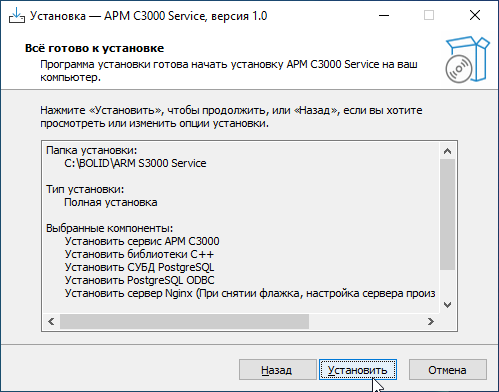 Установка — АРМ С3000 Service, версия 1.0
Всё готово к установке
Программа установки готова начать установку АРМ С3000 Service на ваш
компьютер.
Нажмите «Установить», чтобы продолжить, или «Назад», если вы хотите
просмотреть или изменить опции установки.
Папка установки:
C:\BOLID\ARM S3000 Service
Тип установки:
Полная установка
Выбранные компоненты:
Установить сервис АРМ С3000
Установить библиотеки C++
Установить СУБД PostgreSQL
Установить PostgreSQL ODBC
Установить сервер Nginx (При снятии флажка, настройка сервера произ
Назад
Установить
Отмена